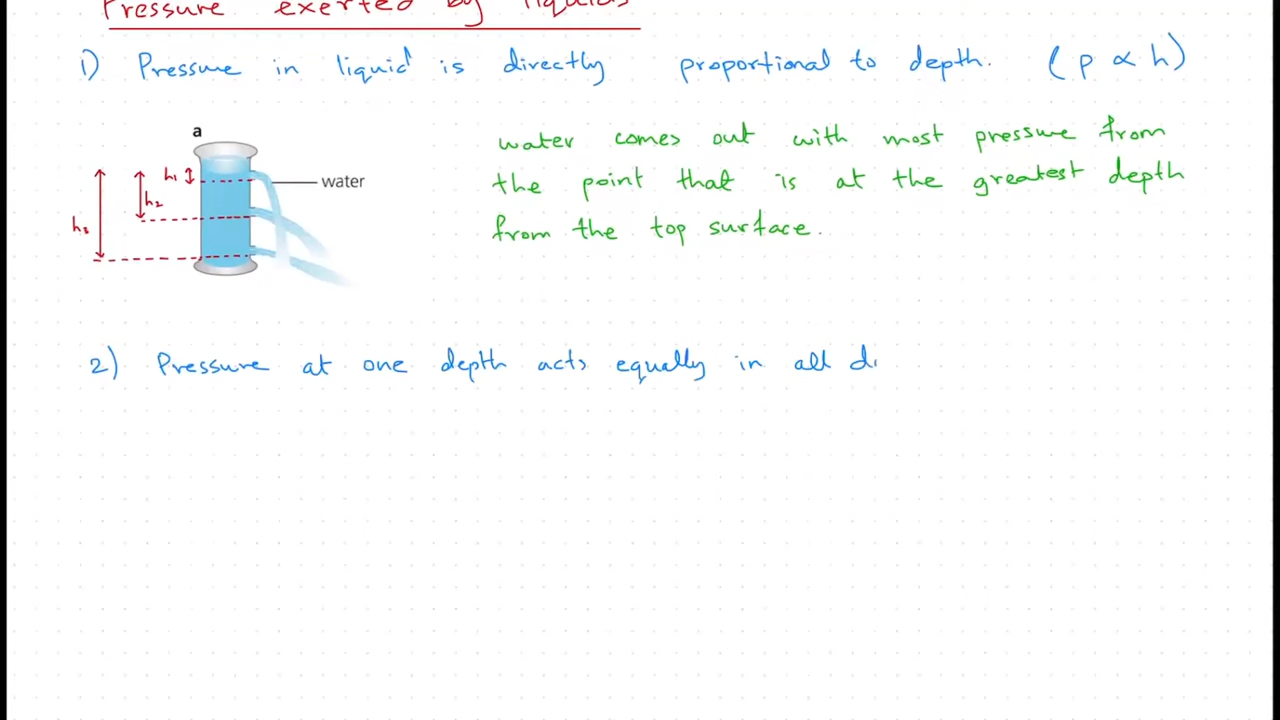 Pressure exerted by liquids
1) Pressure in liquid is directly proportional to depth. (p ∝ h)
a
h₁
water
h₂
h₃
water comes out with most pressure from
the point that is at the greatest depth
from the top surface.
2) Pressure at one depth acts equally in all di